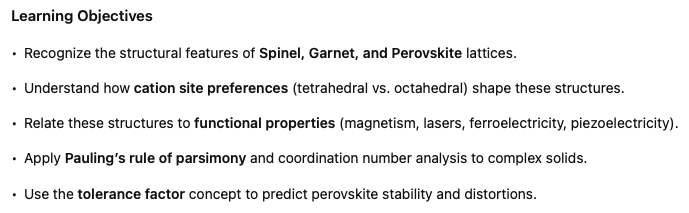 Learning Objectives
• Recognize the structural features of Spinel, Garnet, and Perovskite lattices.
• Understand how cation site preferences (tetrahedral vs. octahedral) shape these structures.
• Relate these structures to functional properties (magnetism, lasers, ferroelectricity, piezoelectricity).
• Apply Pauling’s rule of parsimony and coordination number analysis to complex solids.
• Use the tolerance factor concept to predict perovskite stability and distortions.